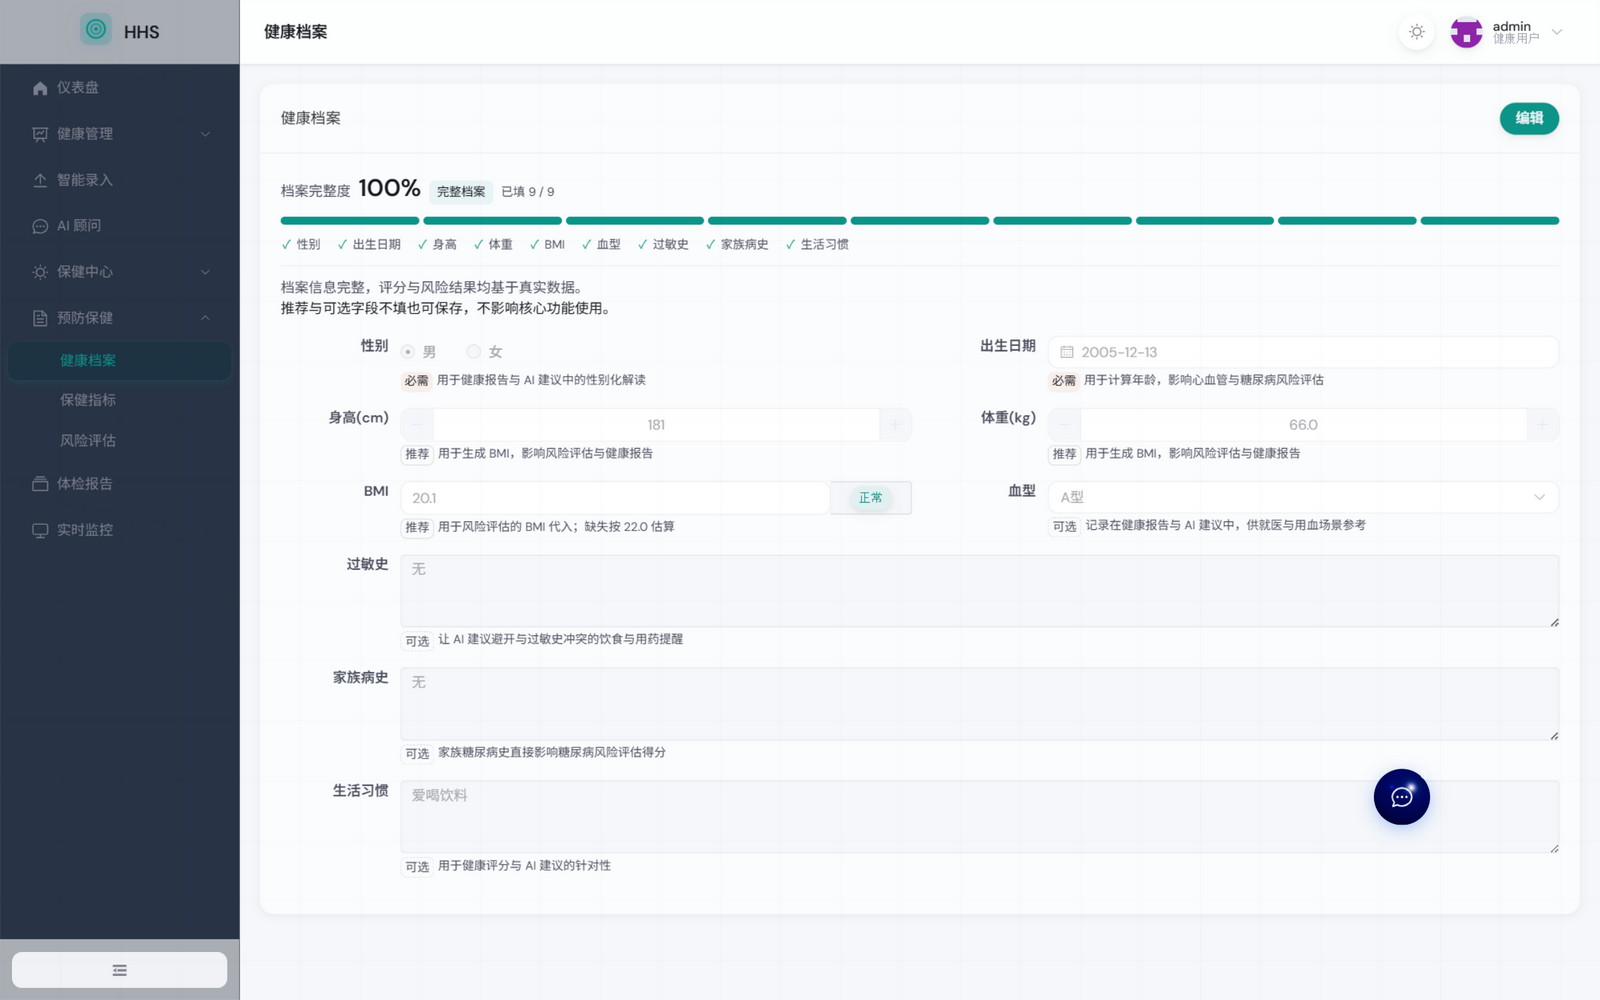 HHS
健康档案
admin
健康用户
仪表盘
健康管理
智能录入
AI 顾问
保健中心
预防保健
健康档案
保健指标
风险评估
体检报告
实时监控
健康档案
编辑
档案完整度 100% 完整档案 已填 9 / 9
✓ 性别 ✓ 出生日期 ✓ 身高 ✓ 体重 ✓ BMI ✓ 血型 ✓ 过敏史 ✓ 家族病史 ✓ 生活习惯
档案信息完整，评分与风险结果均基于真实数据。
推荐与可选字段不填也可保存，不影响核心功能使用。
性别 男 女
必需 用于健康报告与 AI 建议中的性别化解读
出生日期 2005-12-13
必需 用于计算年龄，影响心血管与糖尿病风险评估
身高(cm) − 181 +
推荐 用于生成 BMI，影响风险评估与健康报告
体重(kg) − 66.0 +
推荐 用于生成 BMI，影响风险评估与健康报告
BMI 20.1 正常
推荐 用于风险评估的 BMI 代入；缺失按 22.0 估算
血型 A型
可选 记录在健康报告与 AI 建议中，供就医与用血场景参考
过敏史 无
可选 让 AI 建议避开与过敏史冲突的饮食与用药提醒
家族病史 无
可选 家族糖尿病史直接影响糖尿病风险评估得分
生活习惯 爱喝饮料
可选 用于健康评分与 AI 建议的针对性